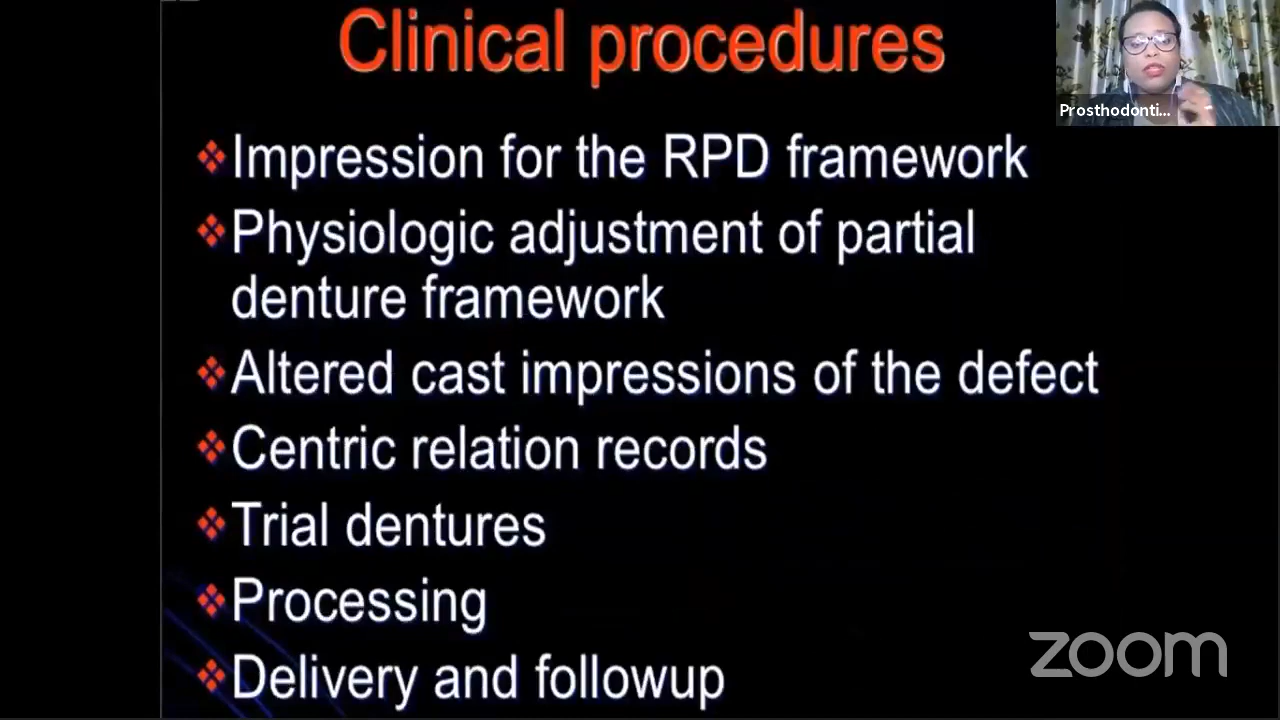 Clinical procedures
Prosthodonti...
Impression for the RPD framework
Physiologic adjustment of partial
denture framework
Altered cast impressions of the defect
Centric relation records
Trial dentures
Processing
Delivery and followup
zoom